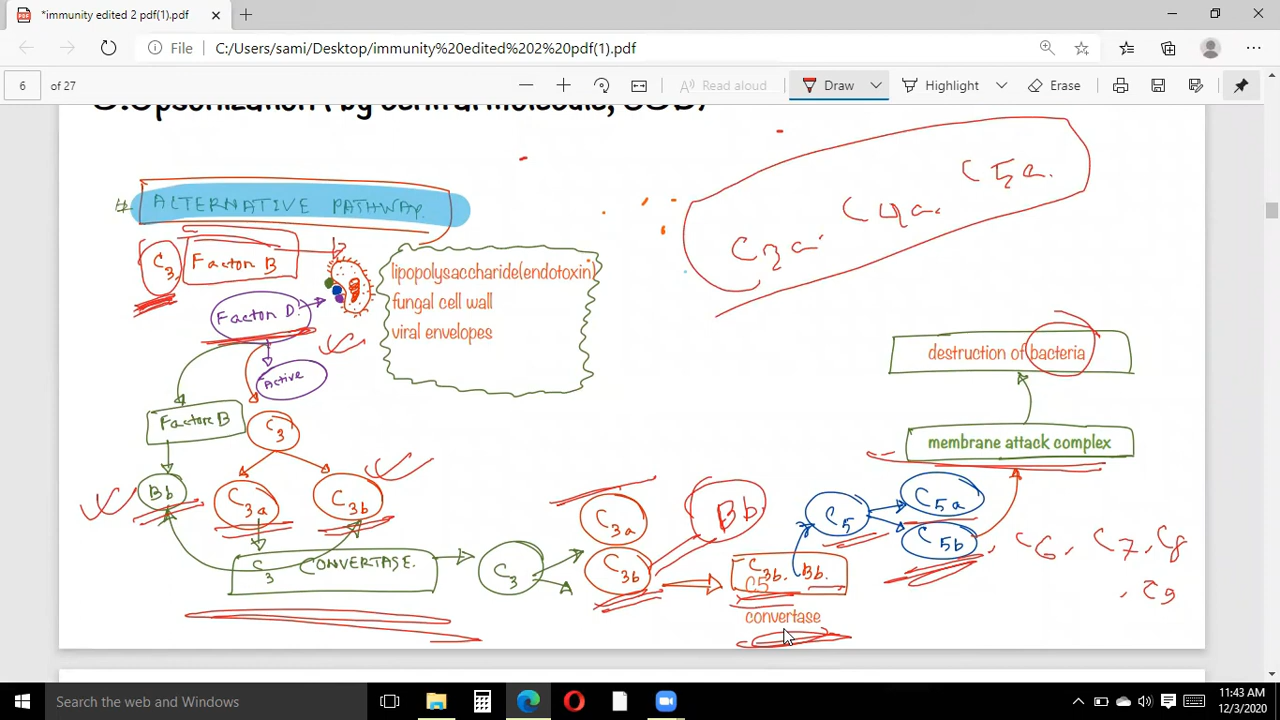 *immunity edited 2 pdf(1).pdf
File C:/Users/sami/Desktop/immunity%20edited%202%20pdf(1).pdf
6 of 27
Read aloud Draw Highlight Erase
# ALTERNATIVE PATHWAY.
C5a.
C4a.
C3a
C3 Factor B
lipopolysaccharide(endotoxin)
fungal cell wall
viral envelopes
Factor D.
Active
destruction of bacteria
Factor B C3
membrane attack complex
Bb C3a C3b
C3a Bb. C5 C5a
C5b, C6, C7, C8
, C9
C3 CONVERTASE. C3 C3b C3b. Bb.
C5
convertase
Search the web and Windows
11:43 AM
12/3/2020